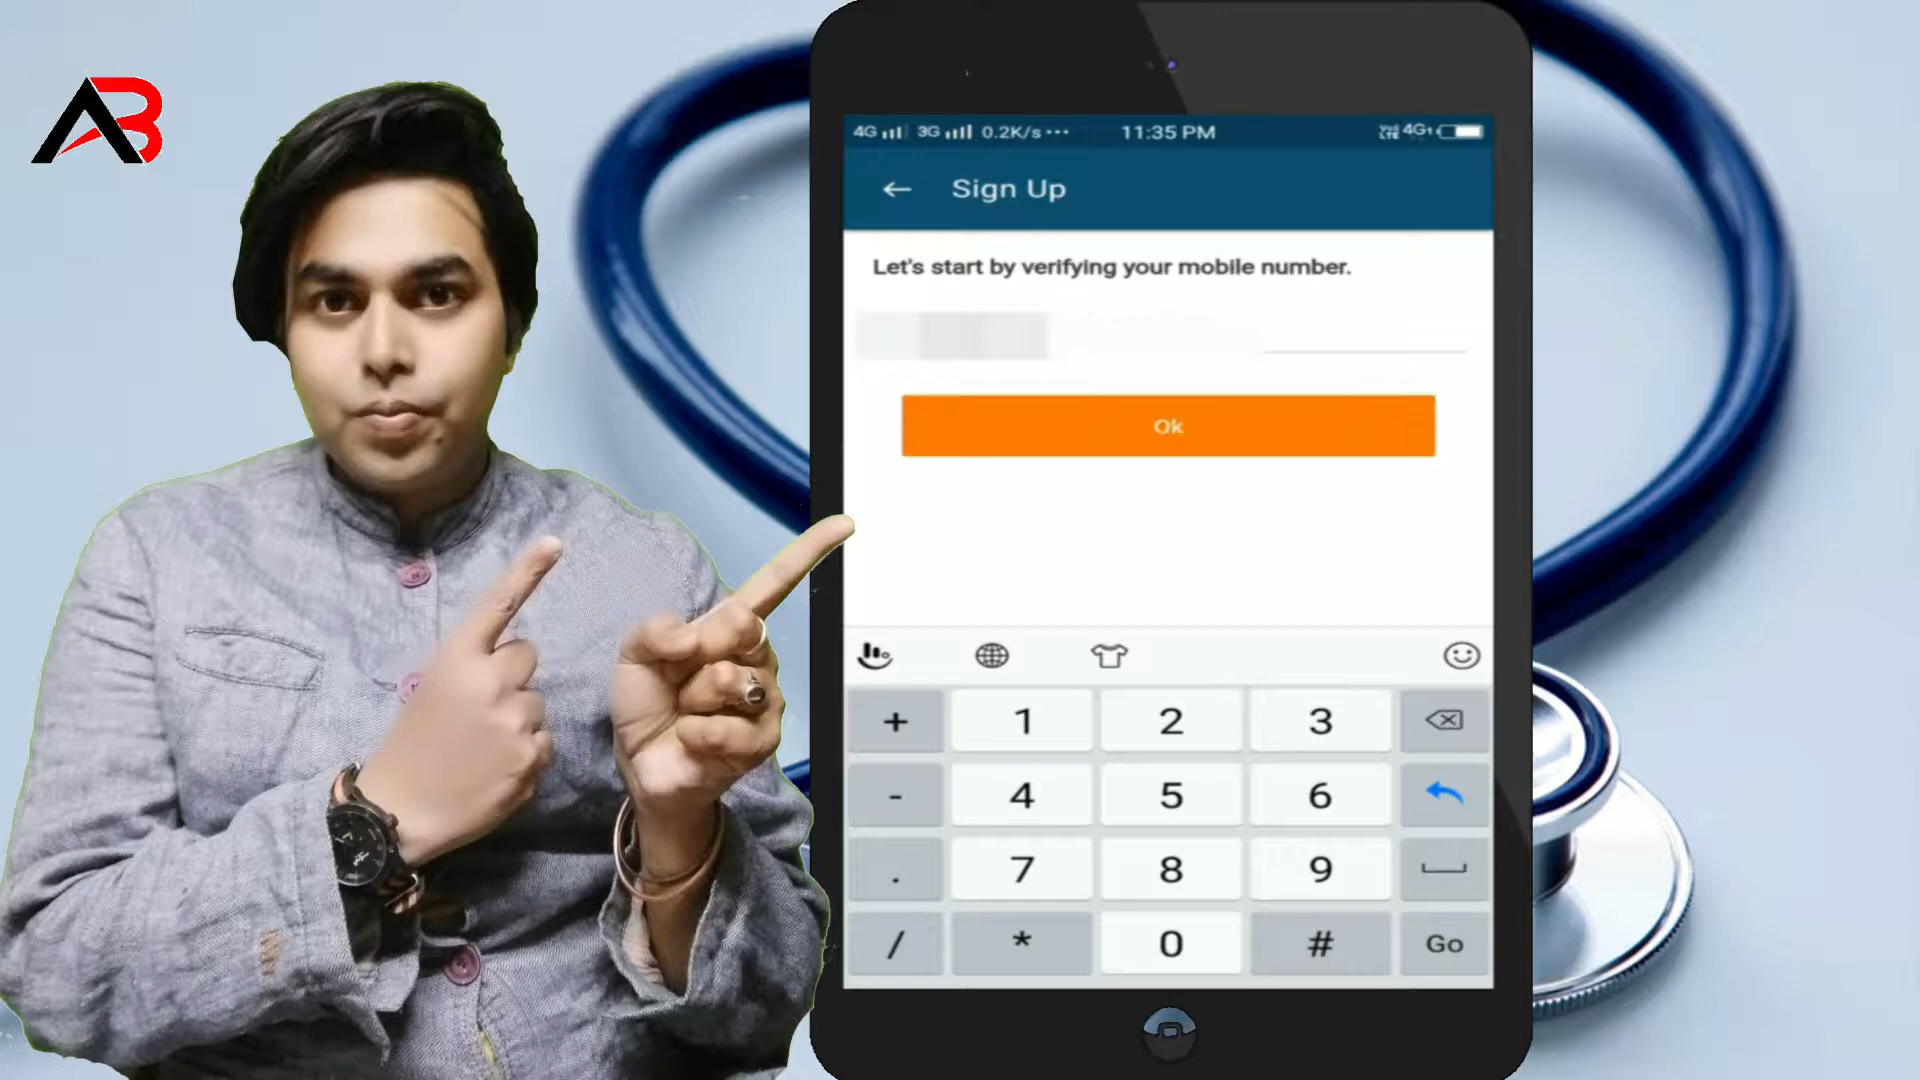 AB
4G 3G 0.2K/s ··· 11:35 PM 4G
Sign Up
Let's start by verifying your mobile number.
Ok
+ 1 2 3
- 4 5 6
. 7 8 9
/ * 0 # Go